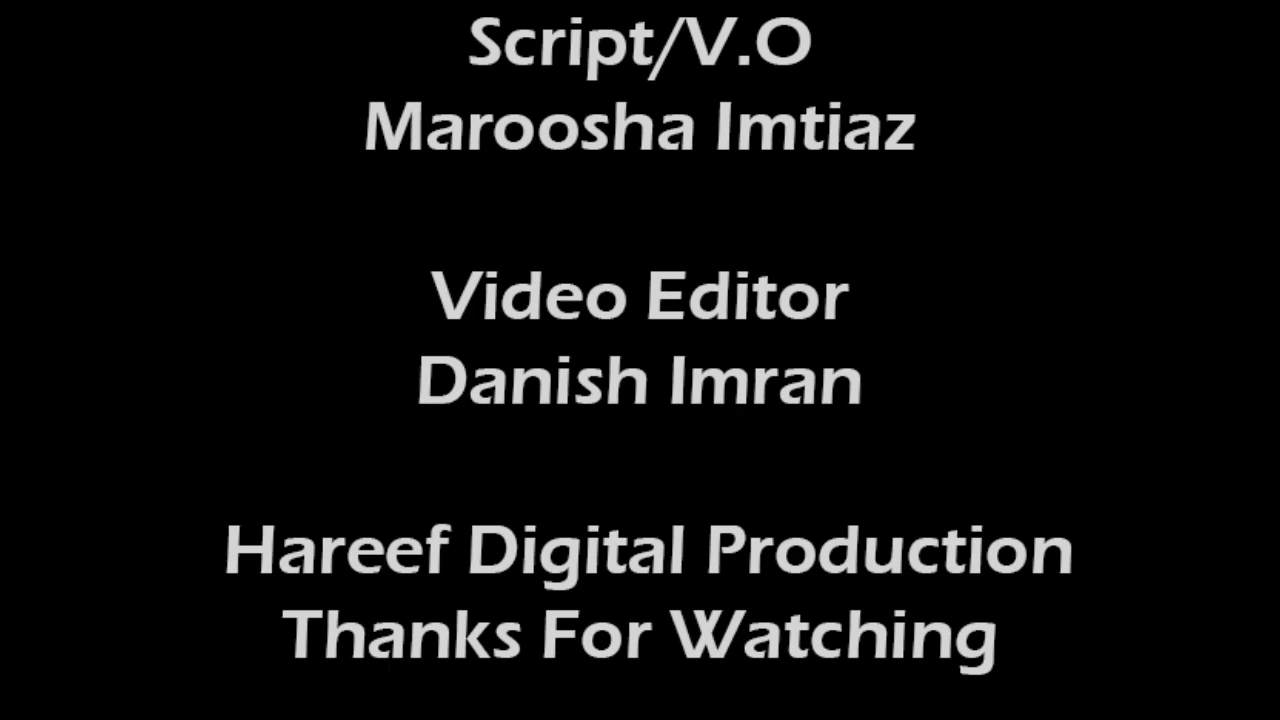 Script/V.O
Maroosha Imtiaz
Video Editor
Danish Imran
Hareef Digital Production
Thanks For Watching